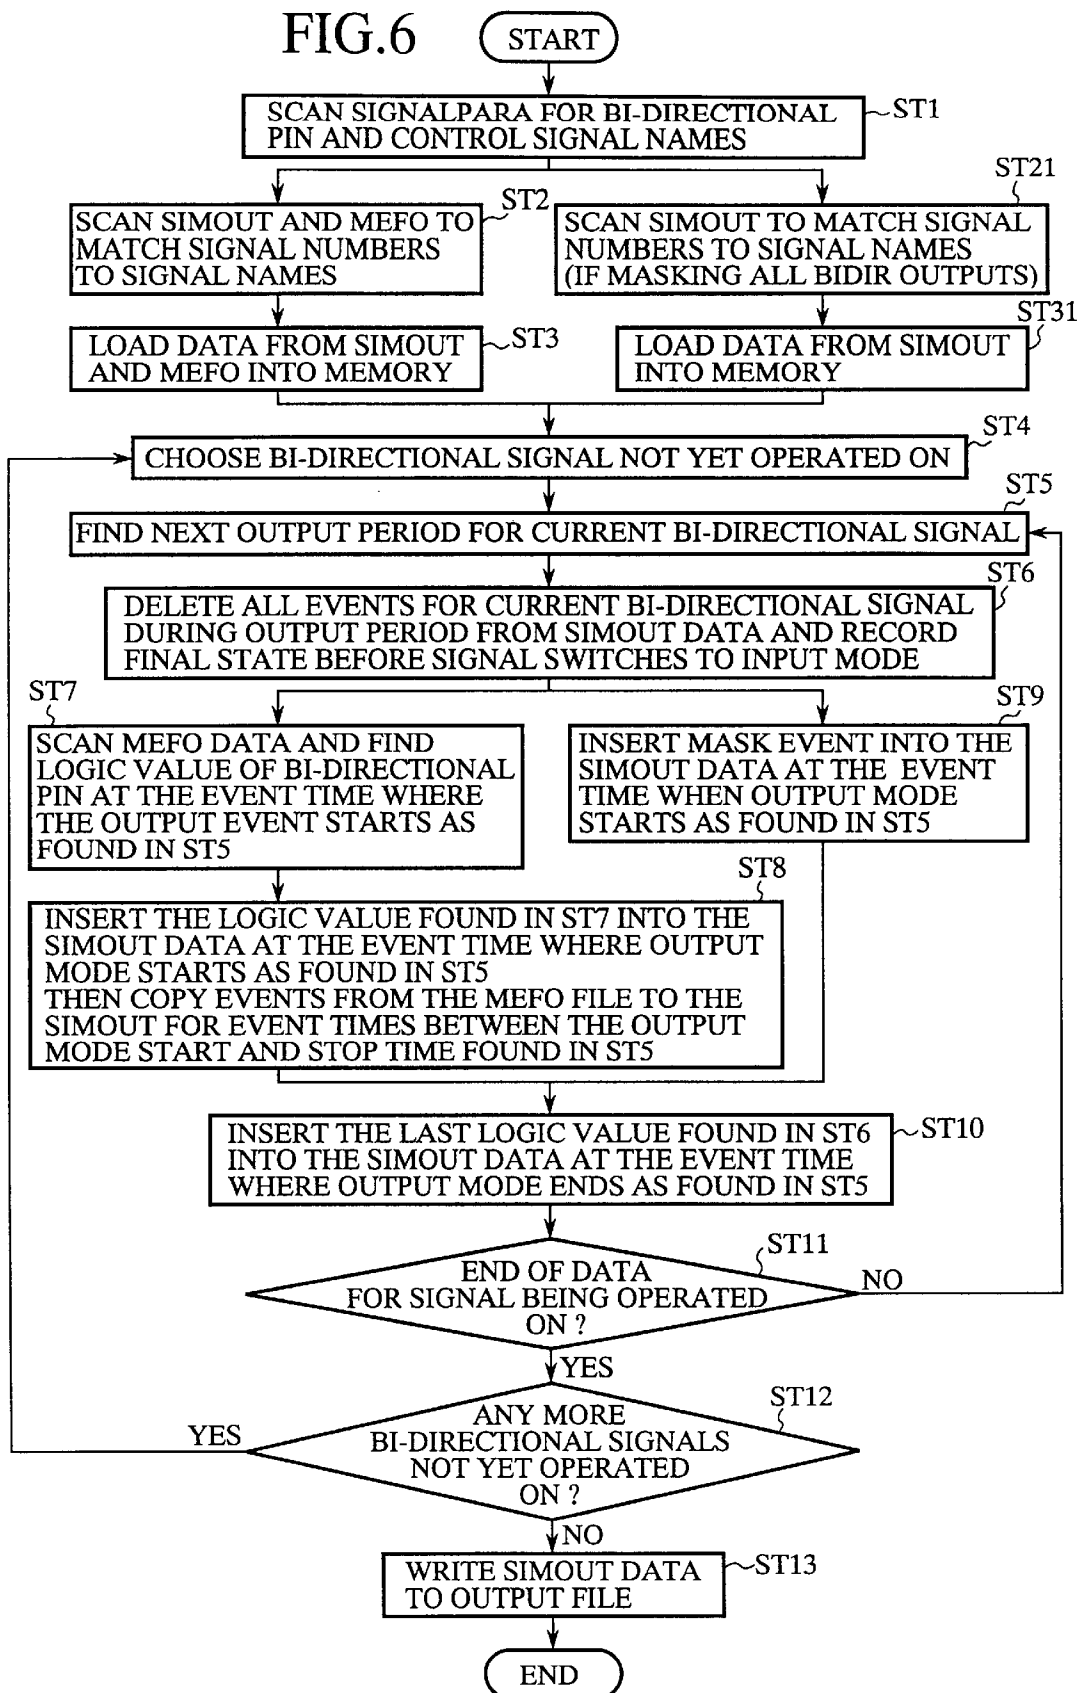 FIG.6
START
SCAN SIGNALPARA FOR BI-DIRECTIONAL
PIN AND CONTROL SIGNAL NAMES
ST1
SCAN SIMOUT AND MEFO TO
MATCH SIGNAL NUMBERS
TO SIGNAL NAMES
ST2
ST21
SCAN SIMOUT TO MATCH SIGNAL
NUMBERS TO SIGNAL NAMES
(IF MASKING ALL BIDIR OUTPUTS)
LOAD DATA FROM SIMOUT
AND MEFO INTO MEMORY
ST3
ST31
LOAD DATA FROM SIMOUT
INTO MEMORY
ST4
CHOOSE BI-DIRECTIONAL SIGNAL NOT YET OPERATED ON
ST5
FIND NEXT OUTPUT PERIOD FOR CURRENT BI-DIRECTIONAL SIGNAL
ST6
DELETE ALL EVENTS FOR CURRENT BI-DIRECTIONAL SIGNAL
DURING OUTPUT PERIOD FROM SIMOUT DATA AND RECORD
FINAL STATE BEFORE SIGNAL SWITCHES TO INPUT MODE
ST7
SCAN MEFO DATA AND FIND
LOGIC VALUE OF BI-DIRECTIONAL
PIN AT THE EVENT TIME WHERE
THE OUTPUT EVENT STARTS AS
FOUND IN ST5
ST9
INSERT MASK EVENT INTO THE
SIMOUT DATA AT THE EVENT
TIME WHEN OUTPUT MODE
STARTS AS FOUND IN ST5
ST8
INSERT THE LOGIC VALUE FOUND IN ST7 INTO THE
SIMOUT DATA AT THE EVENT TIME WHERE OUTPUT
MODE STARTS AS FOUND IN ST5
THEN COPY EVENTS FROM THE MEFO FILE TO THE
SIMOUT FOR EVENT TIMES BETWEEN THE OUTPUT
MODE START AND STOP TIME FOUND IN ST5
INSERT THE LAST LOGIC VALUE FOUND IN ST6
INTO THE SIMOUT DATA AT THE EVENT TIME
WHERE OUTPUT MODE ENDS AS FOUND IN ST5
ST10
ST11
END OF DATA
FOR SIGNAL BEING OPERATED
ON ?
NO
YES
ST12
ANY MORE
BI-DIRECTIONAL SIGNALS
NOT YET OPERATED
ON ?
YES
NO
WRITE SIMOUT DATA
TO OUTPUT FILE
ST13
END